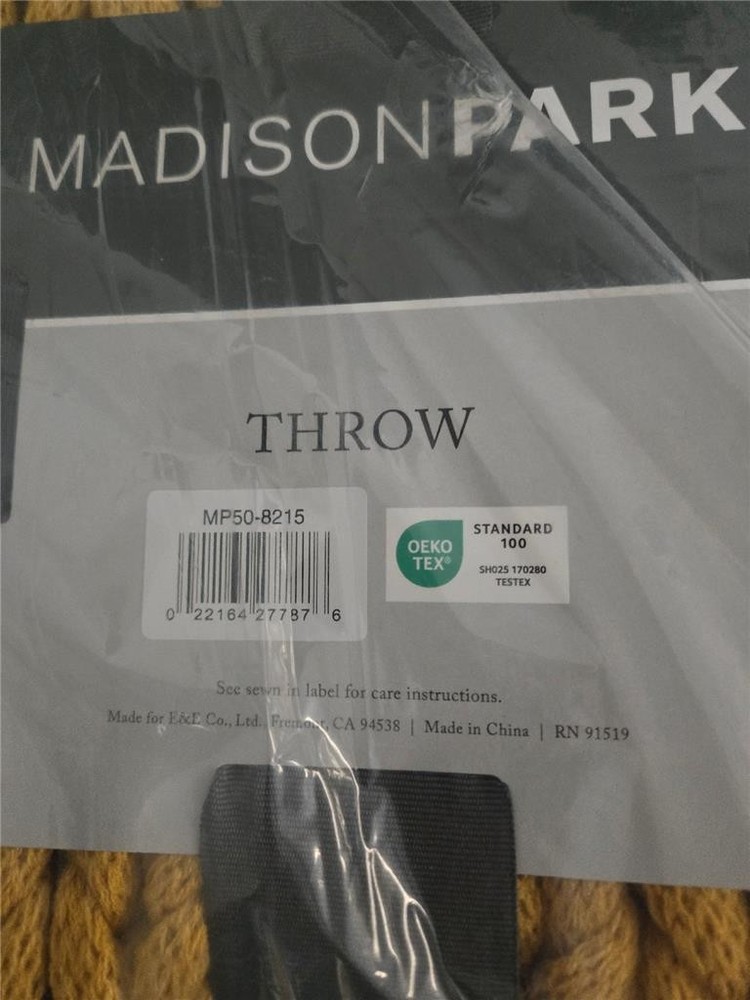 MADISONPARK
THROW
MP50-8215
0 22164 27787 6
OEKO
TEX®
STANDARD
100
SH025 170280
TESTEX
See sewn in label for care instructions.
Made for E&E Co., Ltd. Fremont, CA 94538 | Made in China | RN 91519